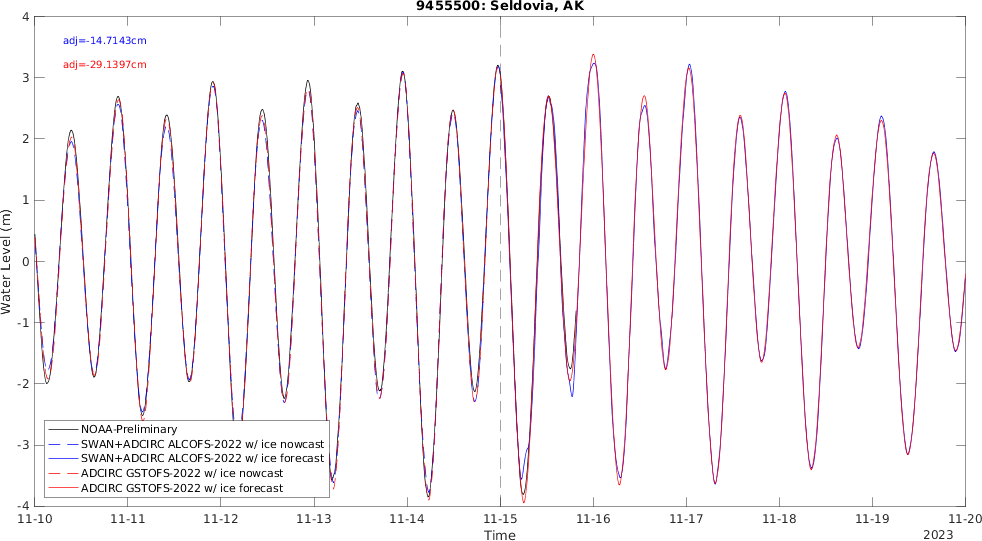 9455500: Seldovia, AK
adj=-14.7143cm
adj=-29.1397cm
Water Level (m)
4
3
2
1
0
-1
-2
-3
-4
NOAA-Preliminary
SWAN+ADCIRC ALCOFS-2022 w/ ice nowcast
SWAN+ADCIRC ALCOFS-2022 w/ ice forecast
ADCIRC GSTOFS-2022 w/ ice nowcast
ADCIRC GSTOFS-2022 w/ ice forecast
11-10 11-11 11-12 11-13 11-14 11-15 11-16 11-17 11-18 11-19 11-20
Time
2023